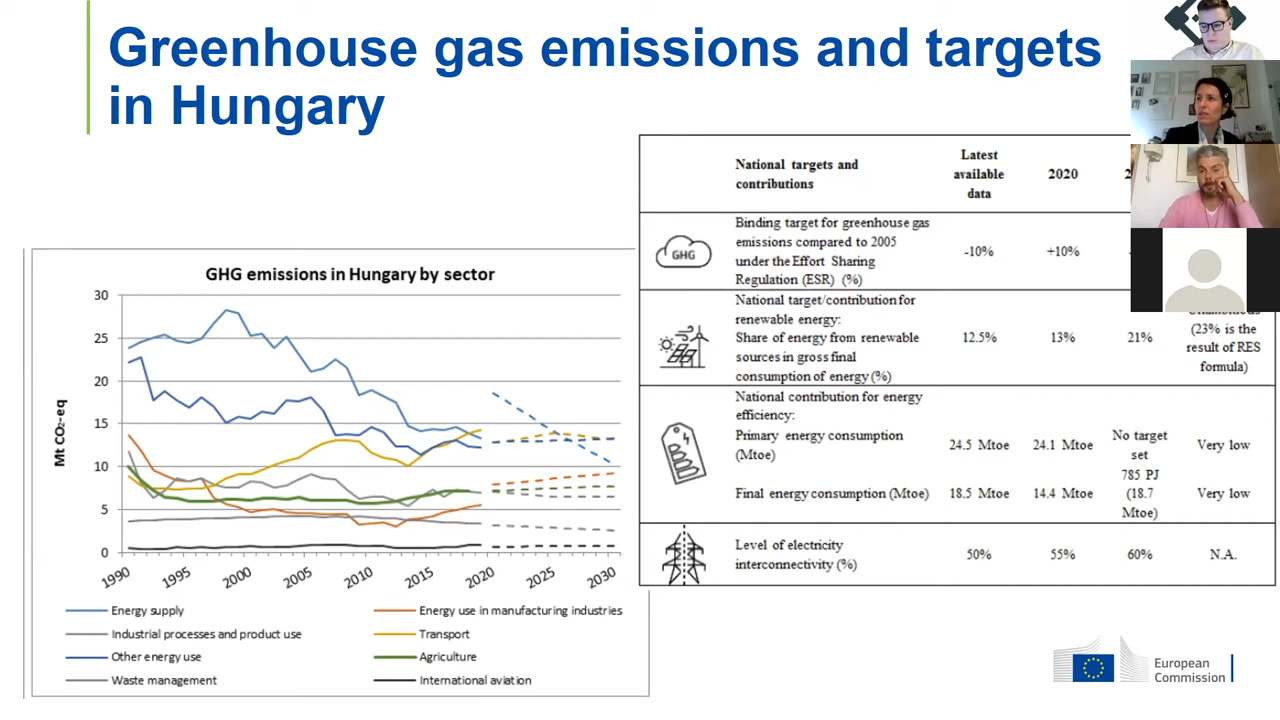 Greenhouse gas emissions and targets
in Hungary
GHG emissions in Hungary by sector
Mt CO2-eq
30
25
20
15
10
5
0
1990
1995
2000
2005
2010
2015
2020
2025
2030
Energy supply
Energy use in manufacturing industries
Industrial processes and product use
Transport
Other energy use
Agriculture
Waste management
International aviation
National targets and
contributions
Latest
available
data
2020
GHG
Binding target for greenhouse gas
emissions compared to 2005
under the Effort Sharing
Regulation (ESR) (%)
-10%
+10%
National target/contribution for
renewable energy:
Share of energy from renewable
sources in gross final
consumption of energy (%)
12.5%
13%
21%
(23% is the
result of RES
formula)
National contribution for energy
efficiency:
Primary energy consumption
(Mtoe)
24.5 Mtoe
24.1 Mtoe
No target
set
Very low
Final energy consumption (Mtoe)
18.5 Mtoe
14.4 Mtoe
785 PJ
(18.7
Mtoe)
Very low
Level of electricity
interconnectivity (%)
50%
55%
60%
N.A.
European
Commission